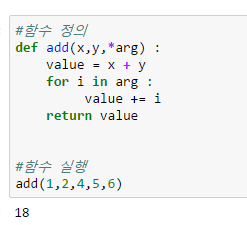 #함수 정의
def add(x,y,*arg) :
    value = x + y
    for i in arg :
         value += i
    return value

#함수 실행
add(1,2,4,5,6)
18